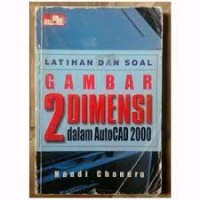 LATIHAN DAN SOAL
GAMBAR
2 DIMENSI
dalam AutoCAD 2000
Handi Chandra